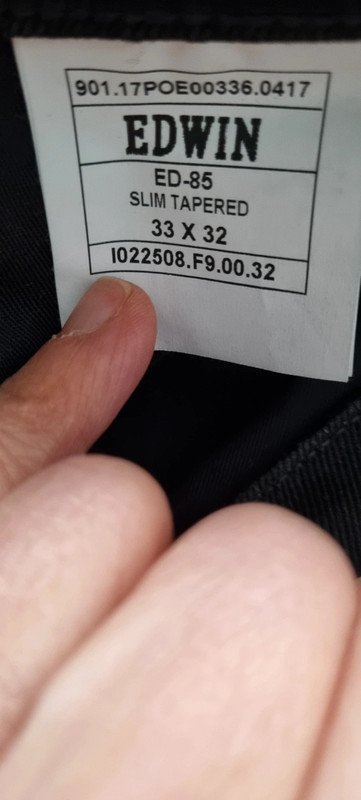 901.17POE00336.0417
EDWIN
ED-85
SLIM TAPERED
33 X 32
I022508.F9.00.32